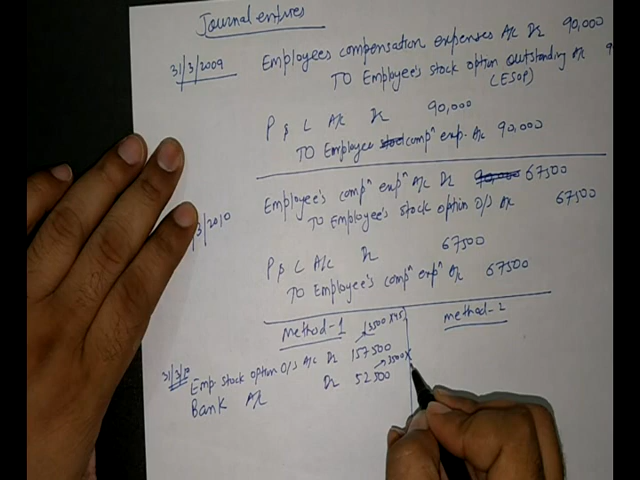 Journal entries
31/3/2009 Employees compensation expenses A/c Dr 90,000
TO Employee's stock option Outstanding A/c 9
(ESOP)
P & L A/c Dr 90,000
TO Employee comp^n exp. A/c 90,000
3/2010 Employee's comp^n exp^n A/c Dr 67500
TO Employee's stock option O/S A/c 67500
P & L A/c Dr 67500
TO Employee's comp^n exp^n A/c 67500
Method-1 Method-2
31/3/10 Emp. stock option O/S A/c Dr 157500
Bank A/c Dr 52500 3500X